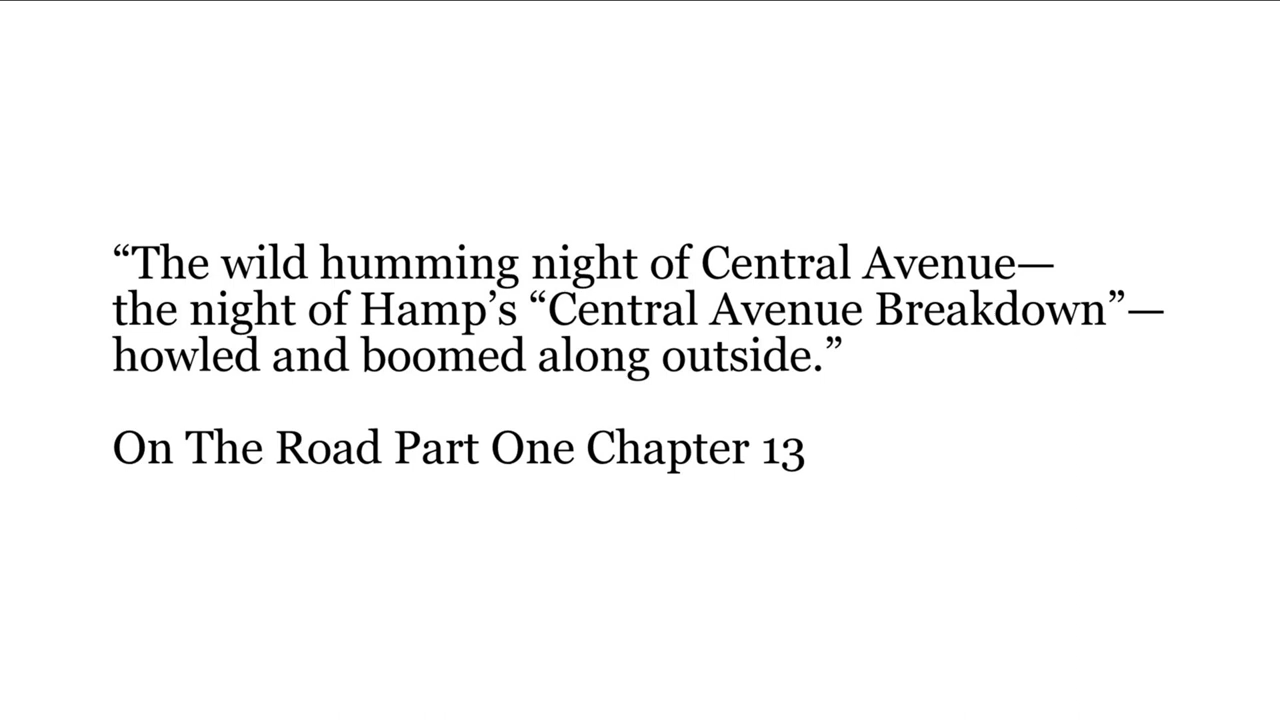 “The wild humming night of Central Avenue—
the night of Hamp’s “Central Avenue Breakdown”—
howled and boomed along outside.”
On The Road Part One Chapter 13